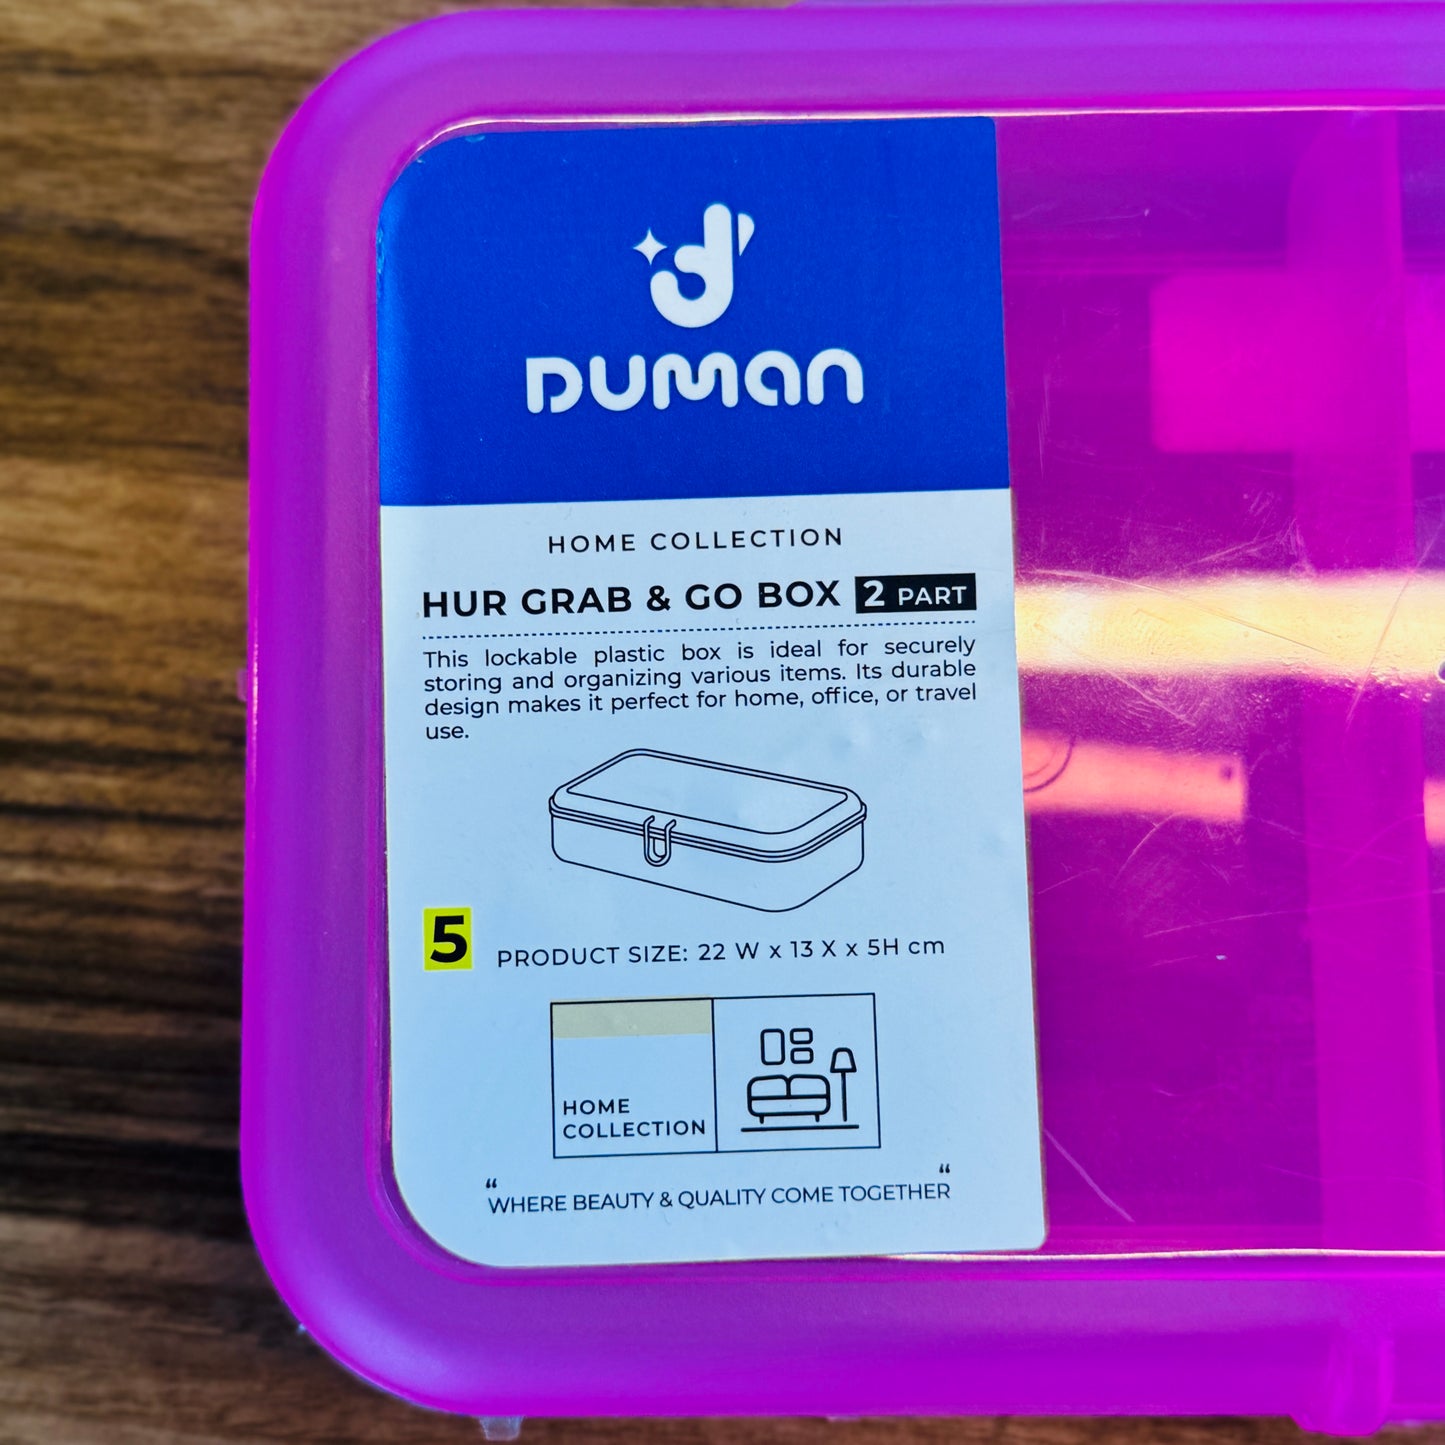 DUMAN
HOME COLLECTION
HUR GRAB & GO BOX 2 PART
This lockable plastic box is ideal for securely
storing and organizing various items. Its durable
design makes it perfect for home, office, or travel
use.
5
PRODUCT SIZE: 22 W x 13 X x 5H cm
HOME
COLLECTION
“WHERE BEAUTY & QUALITY COME TOGETHER“